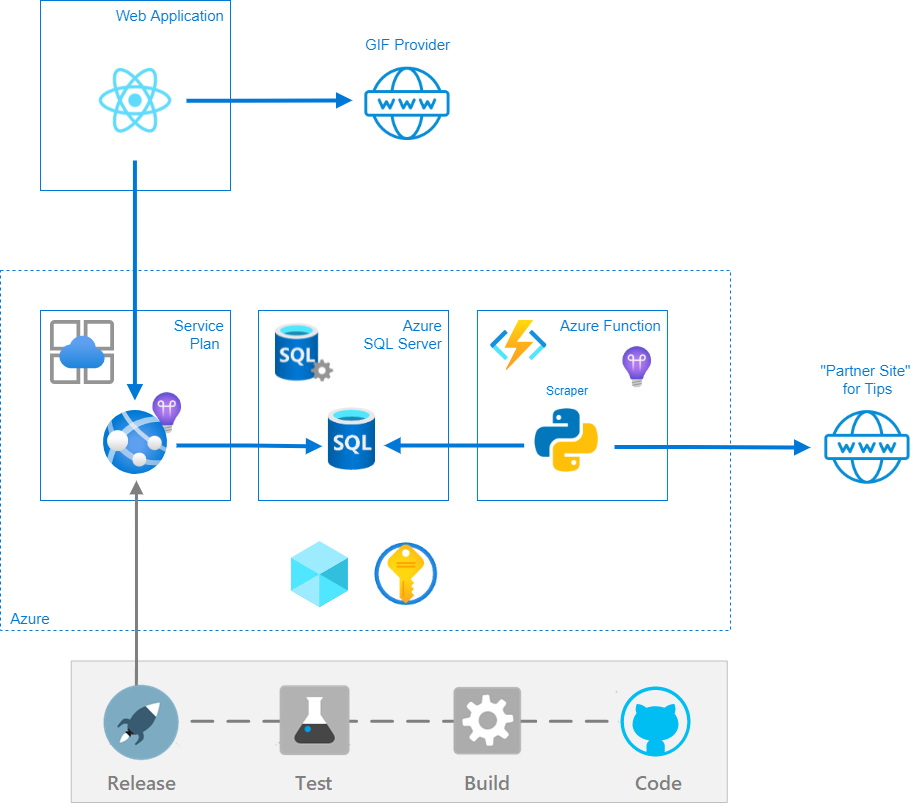 Web Application
GIF Provider
WWW
Service
Plan
Azure
SQL Server
Azure Function
SQL
Scraper
"Partner Site"
for Tips
SQL
WWW
Azure
Release
Test
Build
Code